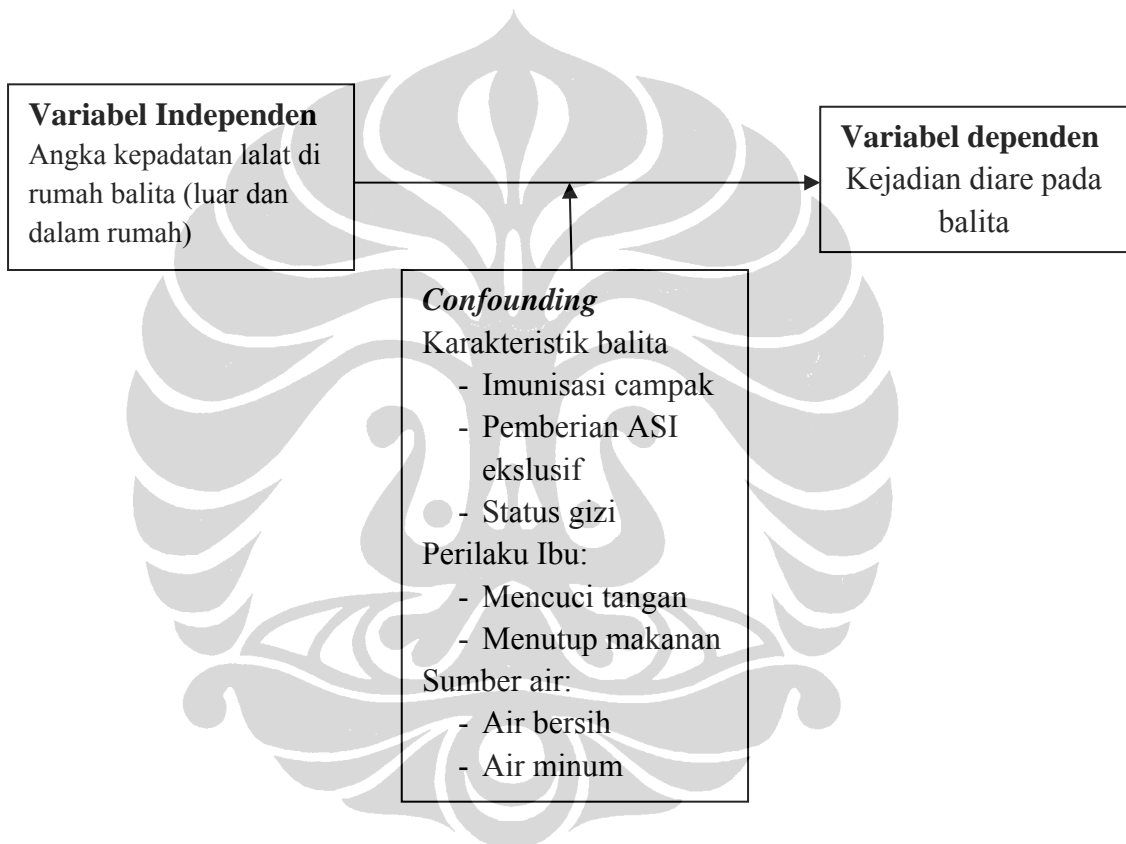 Variabel Independen
Angka kepadatan lalat di
rumah balita (luar dan
dalam rumah)
Variabel dependen
Kejadian diare pada
balita
Confounding
Karakteristik balita
- Imunisasi campak
- Pemberian ASI
ekslusif
- Status gizi
Perilaku Ibu:
- Mencuci tangan
- Menutup makanan
Sumber air:
- Air bersih
- Air minum